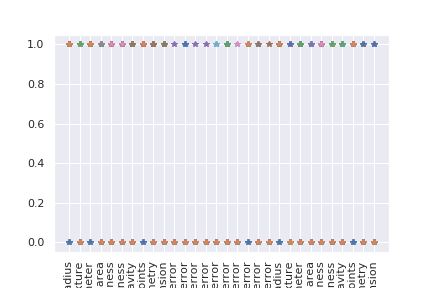 1.0
0.8
0.6
0.4
0.2
0.0
adius
xture
meter
area
ness
ness
avity
oints
metry
nsion
error
error
error
error
error
error
error
error
error
error
adius
xture
meter
area
ness
ness
avity
oints
metry
nsion